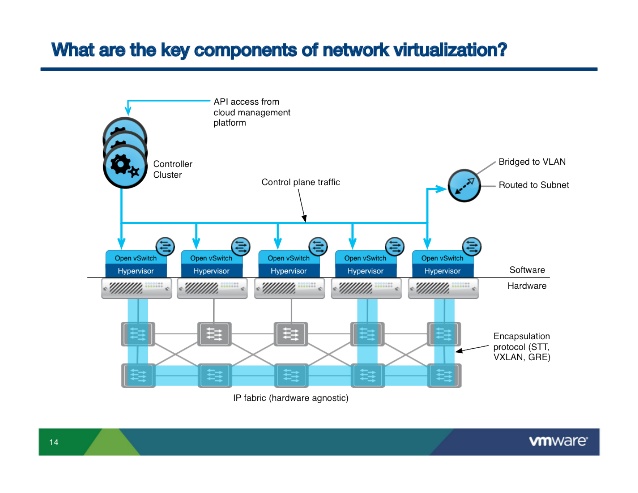 What are the key components of network virtualization?
API access from
cloud management
platform
Controller
Cluster
Control plane traffic
Bridged to VLAN
Routed to Subnet
Open vSwitch
Open vSwitch
Open vSwitch
Open vSwitch
Open vSwitch
Hypervisor
Hypervisor
Hypervisor
Hypervisor
Hypervisor
Software
Hardware
Encapsulation
protocol (STT,
VXLAN, GRE)
IP fabric (hardware agnostic)
14
vmware®